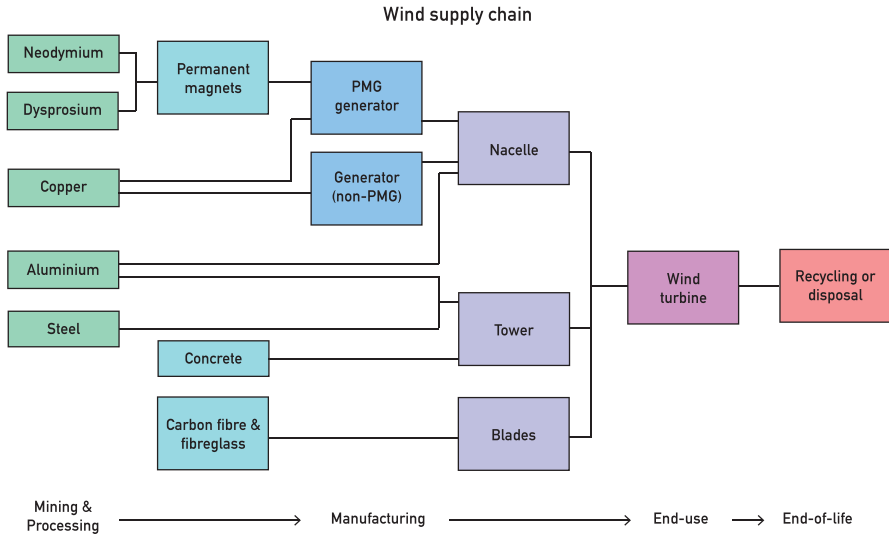 Wind supply chain
Neodymium
Dysprosium
Copper
Aluminium
Steel
Permanent
magnets
Concrete
Carbon fibre &
fibreglass
PMG
generator
Generator
(non-PMG)
Nacelle
Tower
Blades
Wind
turbine
Recycling or
disposal
Mining &
Processing
Manufacturing
End-use
End-of-life